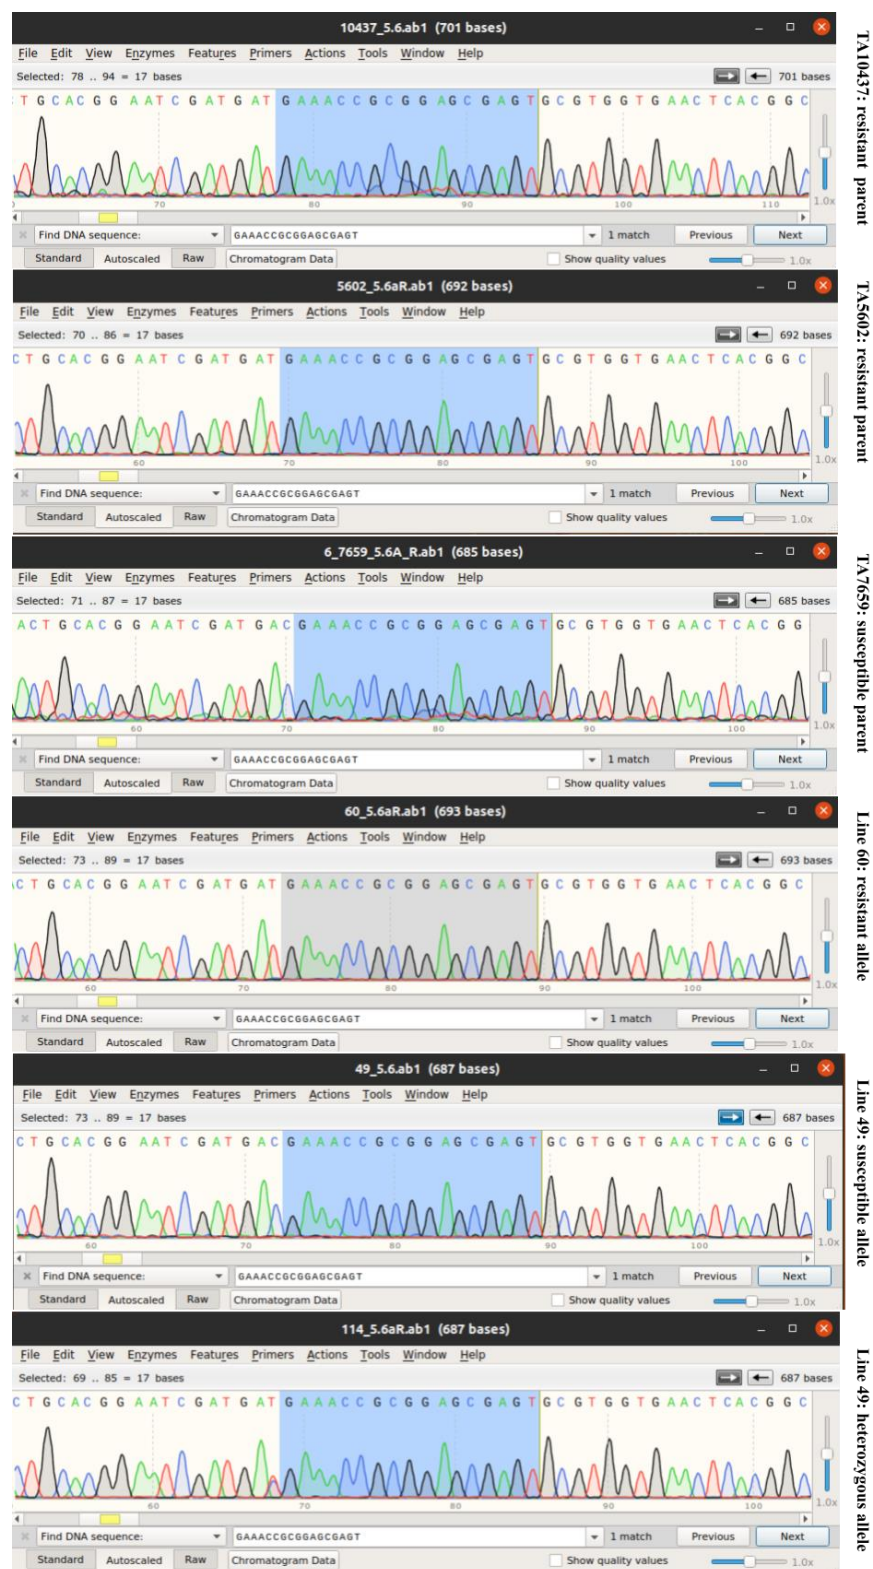 10437_5.6.ab1 (701 bases)
File Edit View Enzymes Features Primers Actions Tools Window Help
Selected: 78 .. 94 = 17 bases
701 bases
T G C A C G G A A T C G A T G A T G A A A C C G C G G A G C G A G T G C G T G G T G A A C T C A C G G C
70 80 90 100 110
1.0x
Find DNA sequence: GAAACCGCGGAGCGAGT 1 match Previous Next
Standard Autoscaled Raw Chromatogram Data Show quality values 1.0x
TA10437: resistant parent
5602_5.6aR.ab1 (692 bases)
File Edit View Enzymes Features Primers Actions Tools Window Help
Selected: 70 .. 86 = 17 bases
692 bases
C T G C A C G G A A T C G A T G A T G A A A C C G C G G A G C G A G T G C G T G G T G A A C T C A C G G C
60 70 80 90 100
1.0x
Find DNA sequence: GAAACCGCGGAGCGAGT 1 match Previous Next
Standard Autoscaled Raw Chromatogram Data Show quality values 1.0x
TA5602: resistant parent
6_7659_5.6A_R.ab1 (685 bases)
File Edit View Enzymes Features Primers Actions Tools Window Help
Selected: 71 .. 87 = 17 bases
685 bases
A C T G C A C G G A A T C G A T G A C G A A A C C G C G G A G C G A G T G C G T G G T G A A C T C A C G G
60 70 80 90 100
1.0x
Find DNA sequence: GAAACCGCGGAGCGAGT 1 match Previous Next
Standard Autoscaled Raw Chromatogram Data Show quality values 1.0x
TA7659: susceptible parent
60_5.6aR.ab1 (693 bases)
File Edit View Enzymes Features Primers Actions Tools Window Help
Selected: 73 .. 89 = 17 bases
693 bases
C T G C A C G G A A T C G A T G A T G A A A C C G C G G A G C G A G T G C G T G G T G A A C T C A C G G C
60 70 80 90 100
1.0x
Find DNA sequence: GAAACCGCGGAGCGAGT 1 match Previous Next
Standard Autoscaled Raw Chromatogram Data Show quality values 1.0x
Line 60: resistant allele
49_5.6.ab1 (687 bases)
File Edit View Enzymes Features Primers Actions Tools Window Help
Selected: 73 .. 89 = 17 bases
687 bases
C T G C A C G G A A T C G A T G A C G A A A C C G C G G A G C G A G T G C G T G G T G A A C T C A C G G C
60 70 80 90 100
1.0x
Find DNA sequence: GAAACCGCGGAGCGAGT 1 match Previous Next
Standard Autoscaled Raw Chromatogram Data Show quality values 1.0x
Line 49: susceptible allele
114_5.6aR.ab1 (687 bases)
File Edit View Enzymes Features Primers Actions Tools Window Help
Selected: 69 .. 85 = 17 bases
687 bases
C T G C A C G G A A T C G A T G A T G A A A C C G C G G A G C G A G T G C G T G G T G A A C T C A C G G C
60 70 80 90 100
1.0x
Find DNA sequence: GAAACCGCGGAGCGAGT 1 match Previous Next
Standard Autoscaled Raw Chromatogram Data Show quality values 1.0x
Line 49: heterozygous allele